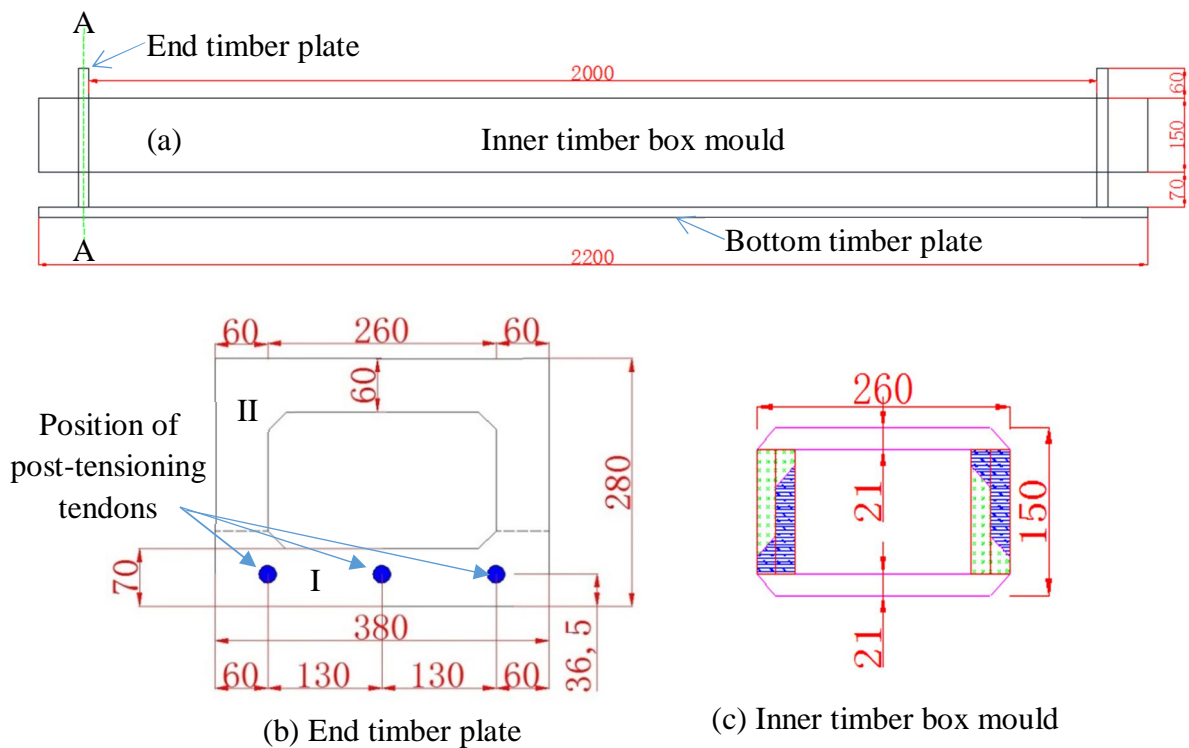 A
End timber plate
2000
60
(a)
Inner timber box mould
150
70
A
Bottom timber plate
2200
60
260
60
60
II
Position of
post-tensioning
tendons
280
70
I
380
36,5
60
130
130
60
(b) End timber plate
260
21
150
21
(c) Inner timber box mould